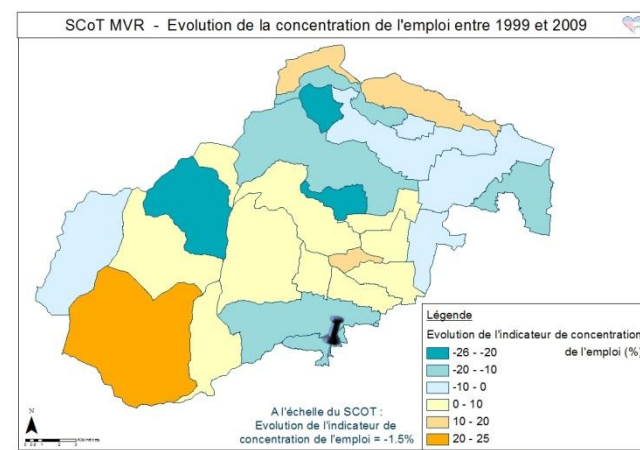 SCoT MVR - Evolution de la concentration de l'emploi entre 1999 et 2009
Légende
Evolution de l'indicateur de concentration
de l'emploi (%)
-26 - -20
-20 - -10
-10 - 0
0 - 10
10 - 20
20 - 25
A l'échelle du SCOT :
Evolution de l'indicateur de
concentration de l'emploi = -1.5%
N